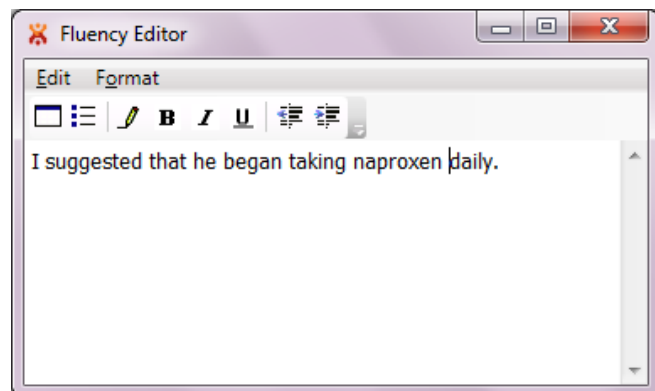 Fluency Editor
Edit Format
B I U
I suggested that he began taking naproxen daily.